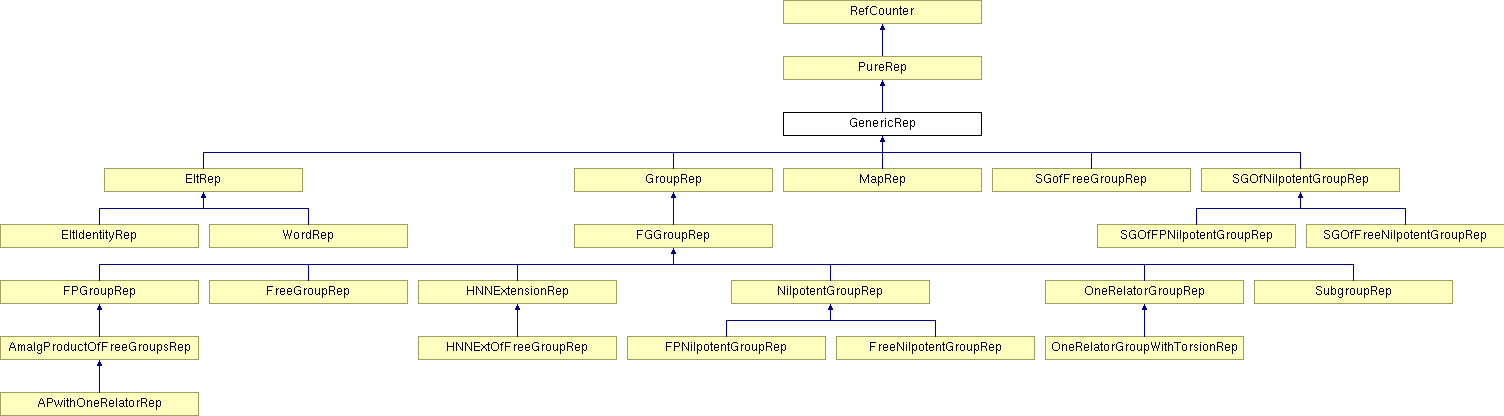 RefCounter
PureRep
GenericRep
EltRep
GroupRep
MapRep
SGofFreeGroupRep
SGOfNilpotentGroupRep
EltIdentityRep
WordRep
FGGroupRep
SGOfFPNilpotentGroupRep
SGOfFreeNilpotentGroupRep
FPGroupRep
FreeGroupRep
HNNExtensionRep
NilpotentGroupRep
OneRelatorGroupRep
SubgroupRep
AmalgProductOfFreeGroupsRep
HNNExtOfFreeGroupRep
FPNilpotentGroupRep
FreeNilpotentGroupRep
OneRelatorGroupWithTorsionRep
APwithOneRelatorRep